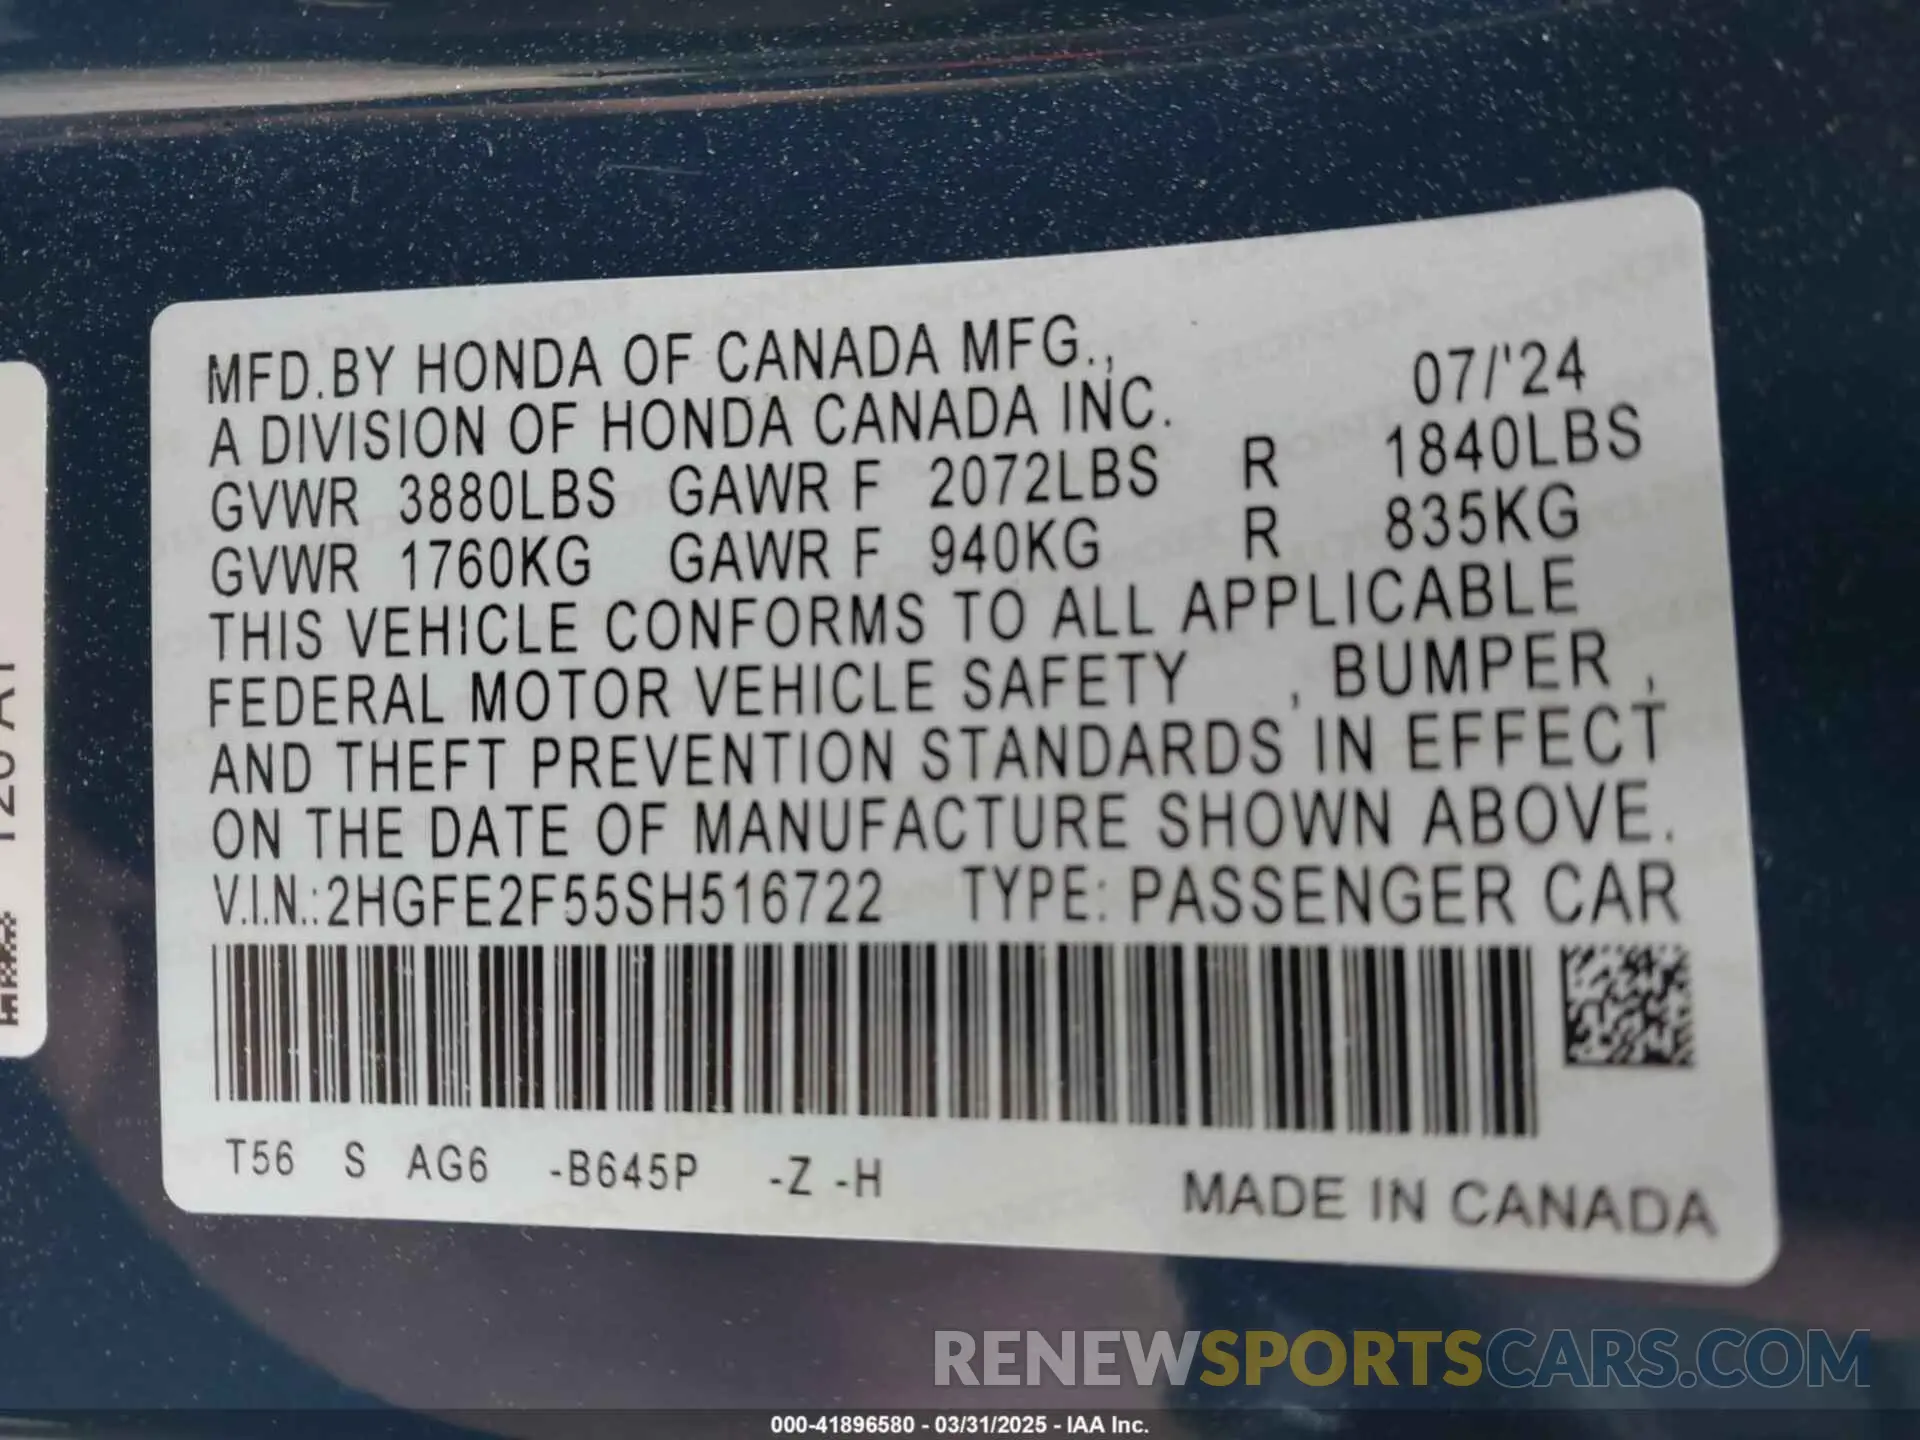 MFD.BY HONDA OF CANADA MFG.,
A DIVISION OF HONDA CANADA INC. 07/'24
GVWR 3880LBS GAWR F 2072LBS R 1840LBS
GVWR 1760KG GAWR F 940KG R 835KG
THIS VEHICLE CONFORMS TO ALL APPLICABLE
FEDERAL MOTOR VEHICLE SAFETY , BUMPER ,
AND THEFT PREVENTION STANDARDS IN EFFECT
ON THE DATE OF MANUFACTURE SHOWN ABOVE.
V.I.N.:2HGFE2F55SH516722 TYPE: PASSENGER CAR
T56 S AG6 -B645P -Z -H
MADE IN CANADA
RENEWSPORTSCARS.COM
000-41896580 - 03/31/2025 - IAA Inc.